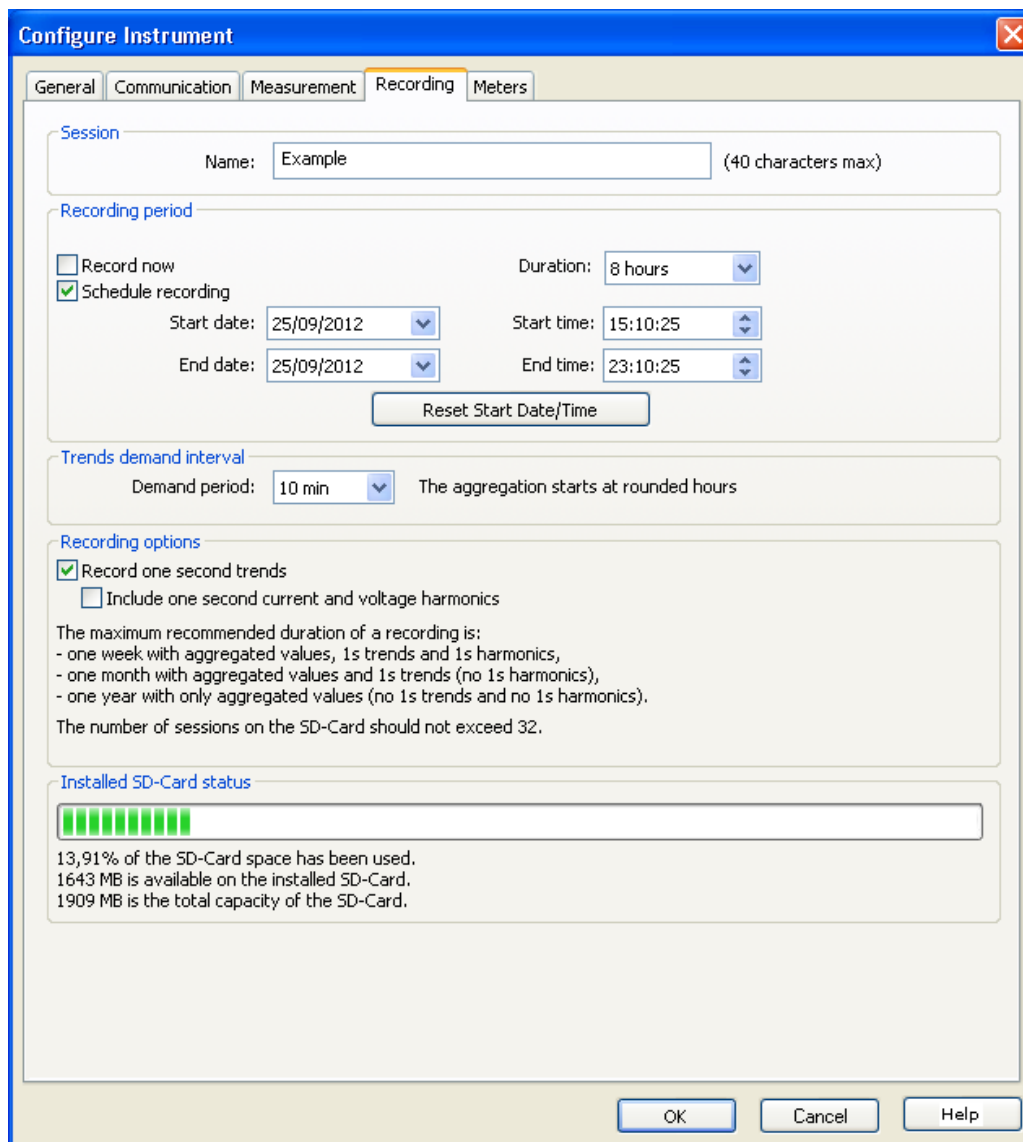 Configure Instrument
General Communication Measurement Recording Meters
Session
Name: Example (40 characters max)
Recording period
Record now Duration: 8 hours
Schedule recording
Start date: 25/09/2012 Start time: 15:10:25
End date: 25/09/2012 End time: 23:10:25
Reset Start Date/Time
Trends demand interval
Demand period: 10 min The aggregation starts at rounded hours
Recording options
Record one second trends
Include one second current and voltage harmonics
The maximum recommended duration of a recording is:
- one week with aggregated values, 1s trends and 1s harmonics,
- one month with aggregated values and 1s trends (no 1s harmonics),
- one year with only aggregated values (no 1s trends and no 1s harmonics).
The number of sessions on the SD-Card should not exceed 32.
Installed SD-Card status
13,91% of the SD-Card space has been used.
1643 MB is available on the installed SD-Card.
1909 MB is the total capacity of the SD-Card.
OK Cancel Help